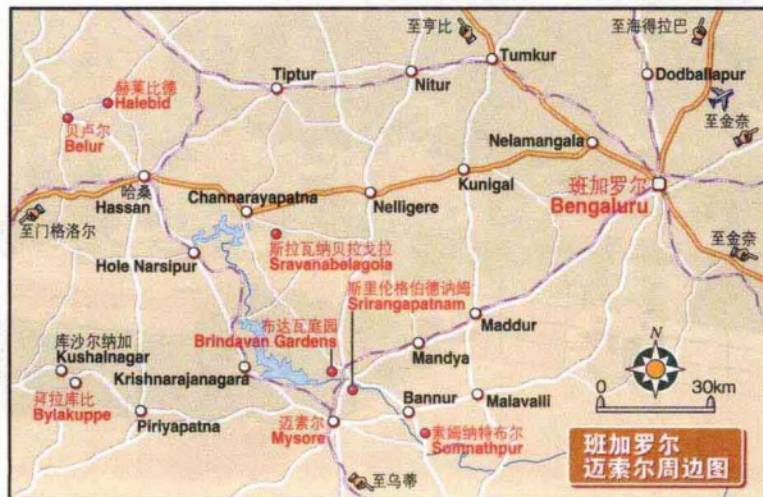 至亨比
至海得拉巴
Tumkur
Tiptur
Nitur
Dodballapur
赫莱比德
Halebid
至金奈
贝卢尔
Belur
Nelamangala
哈桑
Hassan
Channarayapatna
Nelligere
Kunigal
班加罗尔
Bengaluru
至门格洛尔
斯拉瓦纳贝拉戈拉
Sravanabelagola
至金奈
Hole Narsipur
斯里伦格伯德讷姆
Srirangapatnam
布达瓦庭园
Brindavan Gardens
Maddur
Mandya
库沙尔纳加
Kushalnagar
Krishnarajanagara
N
0 30km
拜拉库比
Bylakuppe
Piriyapatna
迈索尔
Mysore
Bannur
Malavalli
索姆纳特布尔
Somnathpur
至乌蒂
班加罗尔
迈索尔周边图